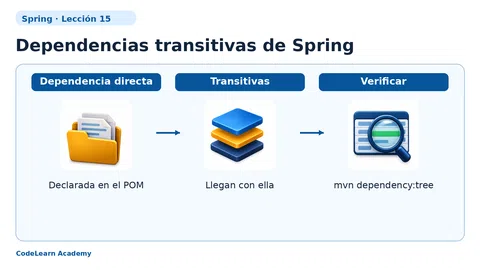 Spring · Lección 15
Dependencias transitivas de Spring
Dependencia directa
Transitivas
Verificar
Declarada en el POM
Llegan con ella
mvn dependency:tree
CodeLearn Academy